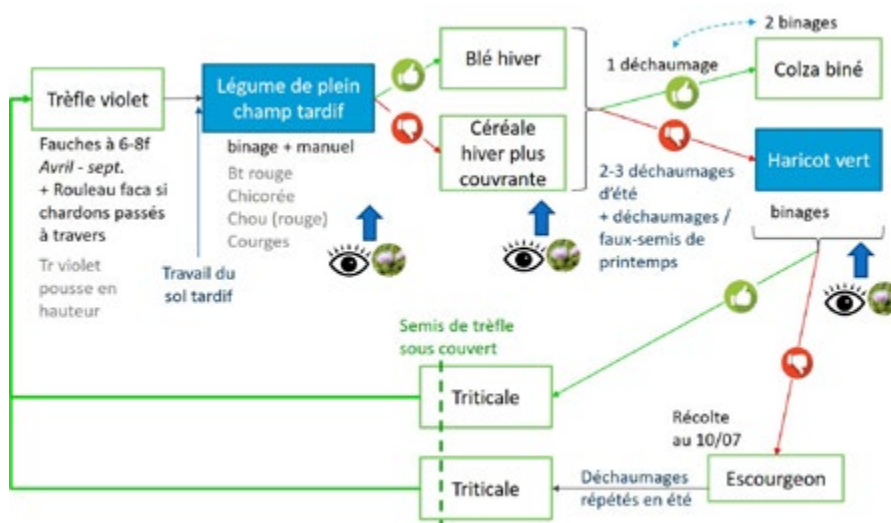 2 binages
Blé hiver
1 déchaumage
Colza biné
Trèfle violet
Légume de plein
champ tardif
Fauches à 6-8f
Avril - sept.
+ Rouleau faca si
chardons passés
à travers
Tr violet
pousse en
hauteur
Travail du
sol tardif
binage + manuel
Bt rouge
Chicorée
Chou (rouge)
Courges
Céréale
hiver plus
couvrante
2-3 déchaumages
d'été
+ déchaumages /
faux-semis de
printemps
Haricot vert
binages
Semis de trèfle
sous couvert
Triticale
Récolte
au 10/07
Triticale
Déchaumages
répétés en été
Escourgeon